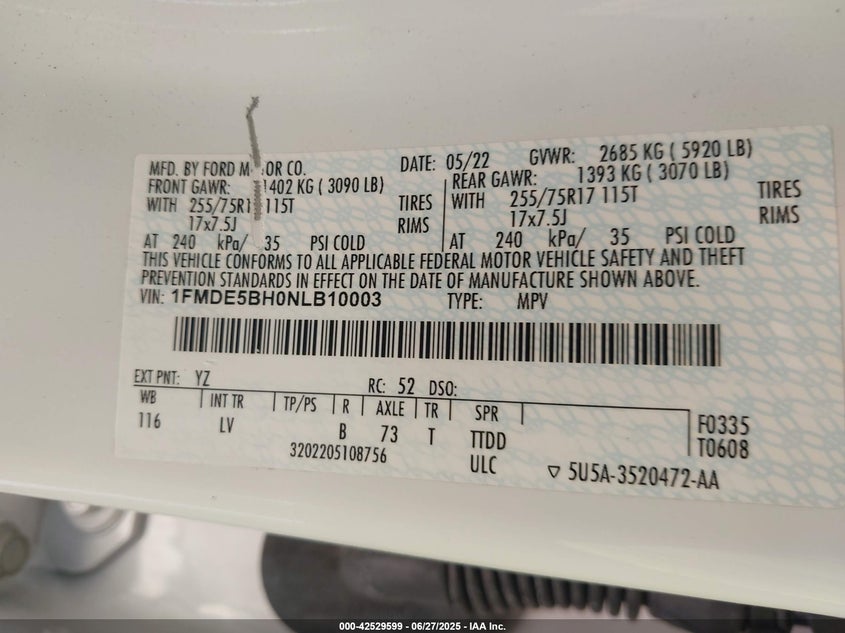 MFD. BY FORD M OR CO. DATE: 05/22 GVWR: 2685 KG ( 5920 LB)
FRONT GAWR: 1402 KG ( 3090 LB) REAR GAWR: 1393 KG ( 3070 LB)
WITH 255/75R17 115T TIRES WITH 255/75R17 115T TIRES
17x7.5J RIMS 17x7.5J RIMS
AT 240 kPa/ 35 PSI COLD AT 240 kPa/ 35 PSI COLD
THIS VEHICLE CONFORMS TO ALL APPLICABLE FEDERAL MOTOR VEHICLE SAFETY AND THEFT
PREVENTION STANDARDS IN EFFECT ON THE DATE OF MANUFACTURE SHOWN ABOVE.
VIN: 1FMDE5BH0NLB10003 TYPE: MPV
EXT PNT: YZ RC: 52 DSO:
WB INT TR TP/PS R AXLE TR SPR
116 LV B 73 T TTDD
F0335
T0608
3202205108756 ULC 5U5A-3520472-AA
000-42529599 - 06/27/2025 - IAA Inc.